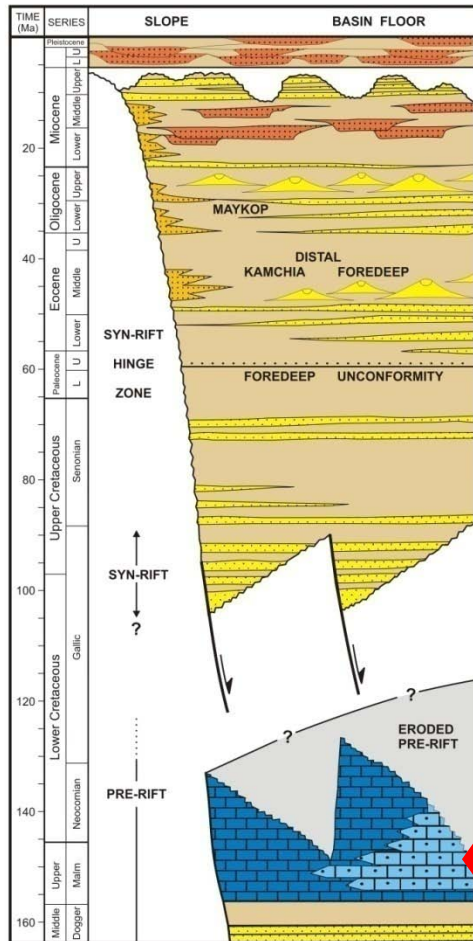 TIME
(Ma)
SERIES
SLOPE
BASIN FLOOR
Pleistocene
U
L
Miocene
Upper
Middle
Lower
20
Oligocene
Upper
Lower
MAYKOP
40
Eocene
U
Middle
Lower
DISTAL
KAMCHIA FOREDEEP
SYN-RIFT
HINGE
ZONE
60
Paleocene
U
L
FOREDEEP UNCONFORMITY
80
Upper Cretaceous
Senonian
100
SYN-RIFT
?
Lower Cretaceous
Gallic
120
?
?
ERODED
PRE-RIFT
PRE-RIFT
Neocomian
140
Upper
Malm
160
Middle
Dogger